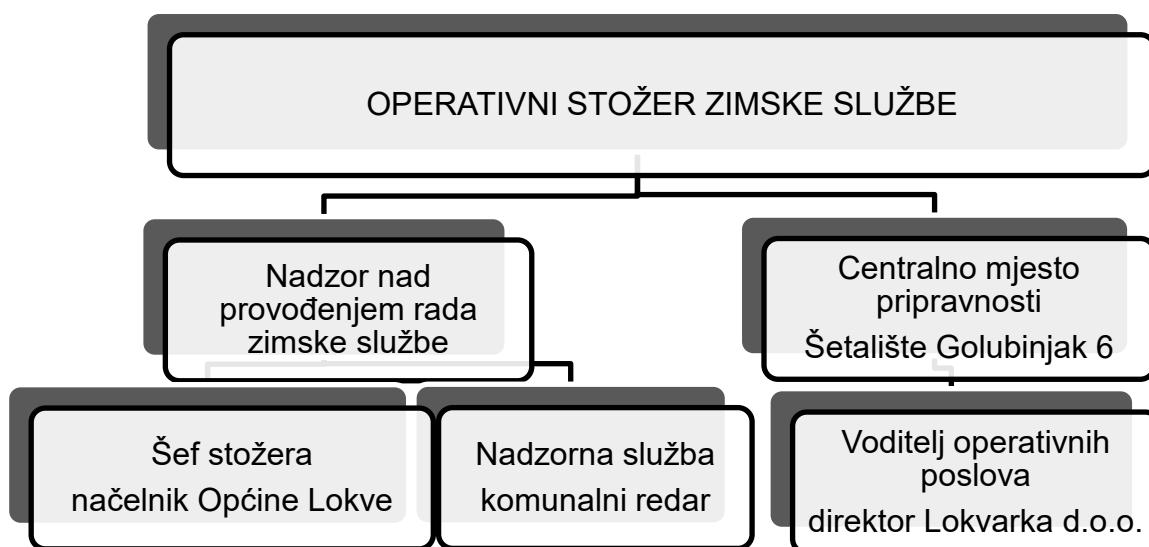 OPERATIVNI STOŽER ZIMSKE SLUŽBE
Nadzor nad
provođenjem rada
zimske službe
Centralno mjesto
pripravnosti
Šetalište Golubinjak 6
Šef stožera
načelnik Općine Lokve
Nadzorna služba
komunalni redar
Voditelj operativnih
poslova
direktor Lokvarka d.o.o.